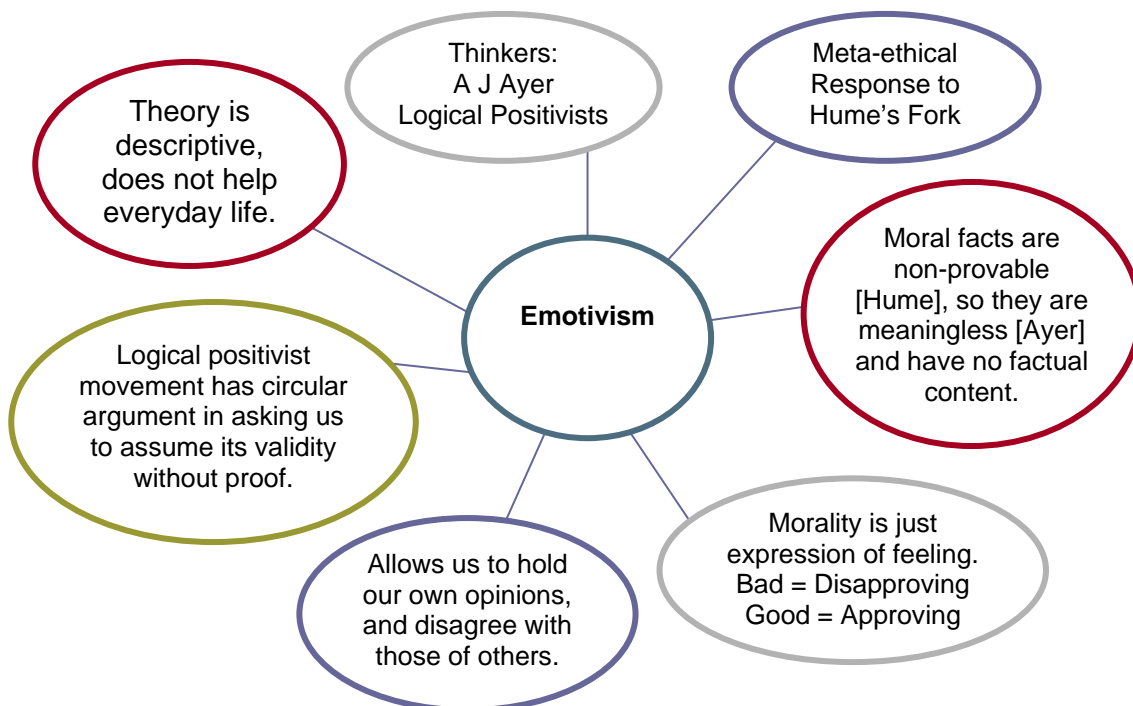 Thinkers:
A J Ayer
Logical Positivists
Meta-ethical
Response to
Hume's Fork
Theory is
descriptive,
does not help
everyday life.
Moral facts are
non-provable
[Hume], so they are
meaningless [Ayer]
and have no factual
content.
Emotivism
Logical positivist
movement has circular
argument in asking us
to assume its validity
without proof.
Allows us to hold
our own opinions,
and disagree with
those of others.
Morality is just
expression of feeling.
Bad = Disapproving
Good = Approving